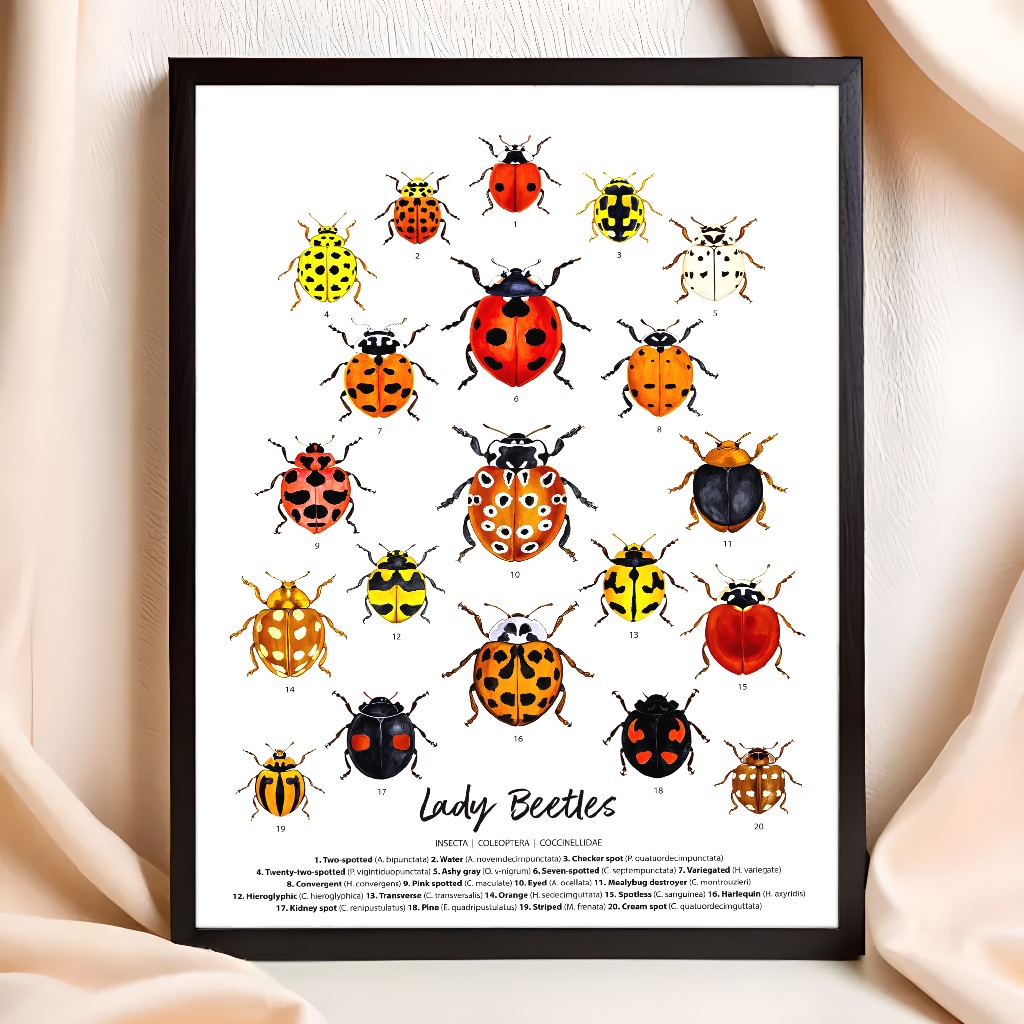 1
2
3
4
5
6
7
8
9
10
11
12
13
14
15
16
17
18
19
20
Lady Beetles
INSECTA | COLEOPTERA | COCCINELLIDAE
1. Two-spotted (A. bipunctata) 2. Water (A. novemdecimpunctata) 3. Checker spot (P. quatuordecimpunctata)
4. Twenty-two-spotted (P. vigintiduopunctata) 5. Ashy gray (O. v-nigrum) 6. Seven-spotted (C. septempunctata) 7. Variegated (H. variegate)
8. Convergent (H. convergens) 9. Pink spotted (C. maculate) 10. Eyed (A. ocellata) 11. Mealybug destroyer (C. montrouzieri)
12. Hieroglyphic (C. hieroglyphica) 13. Transverse (C. transversalis) 14. Orange (H. sedecimguttata) 15. Spotless (C. sanguinea) 16. Harlequin (H. axyridis)
17. Kidney spot (C. renipustulatus) 18. Pine (E. quadripustulatus) 19. Striped (M. frenata) 20. Cream spot (C. quatuordecimguttata)